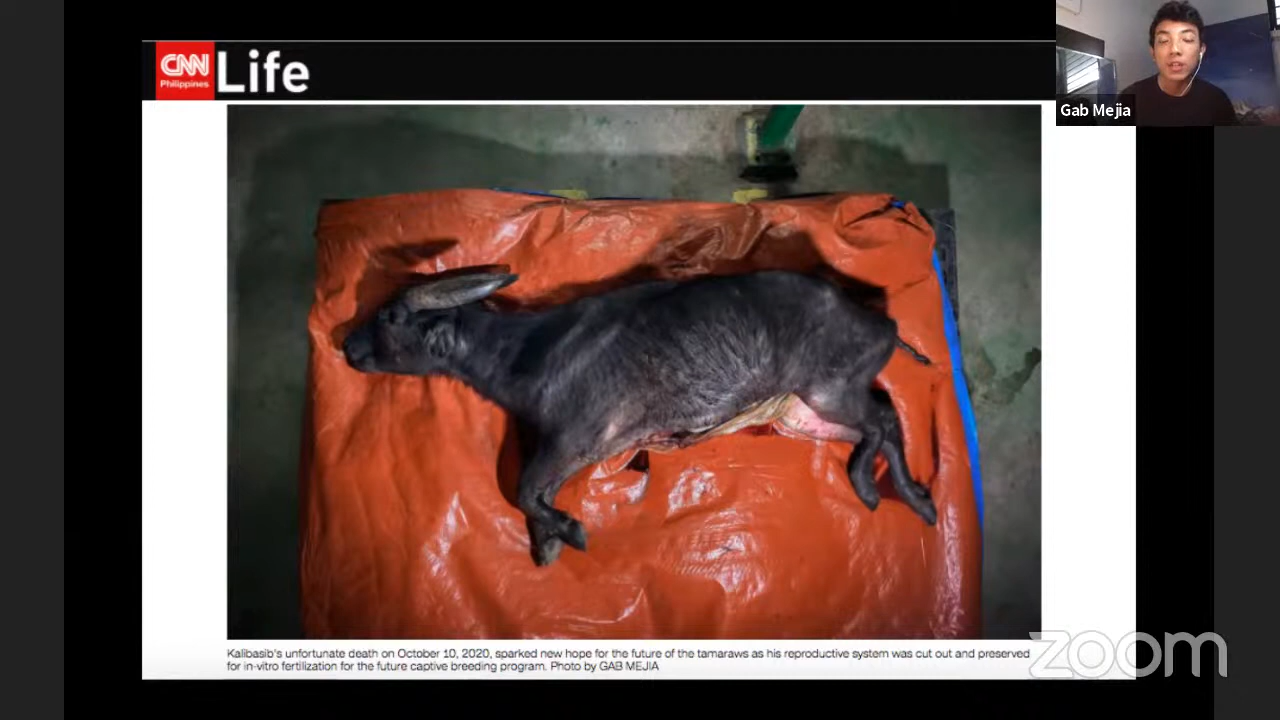 CNN Life
Philippines
Gab Mejia
Kalibasib's unfortunate death on October 10, 2020, sparked new hope for the future of the tamaraws as his reproductive system was cut out and preserved
for in-vitro fertilization for the future captive breeding program. Photo by GAB MEJIA
zoom